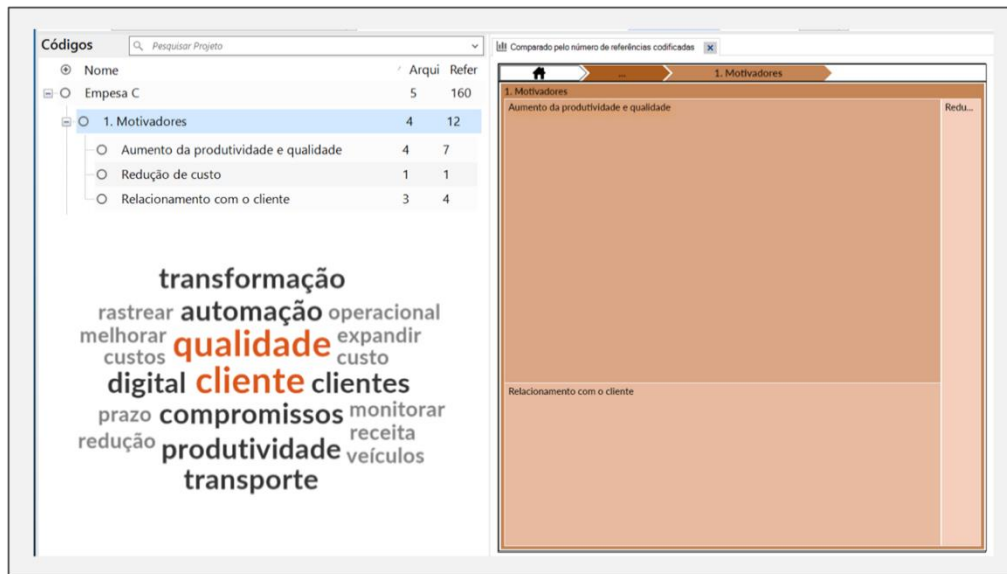 Códigos
Pesquisar Projeto
Nome Arqui Refer
Empesa C 5 160
1. Motivadores 4 12
Aumento da produtividade e qualidade 4 7
Redução de custo 1 1
Relacionamento com o cliente 3 4
transformação
rastrear automação operacional
melhorar qualidade expandir
custos custo
digital cliente clientes
prazo compromissos monitorar
redução produtividade receita
veículos
transporte
Comparado pelo número de referências codificadas
... 1. Motivadores
1. Motivadores
Aumento da produtividade e qualidade Redu...
Relacionamento com o cliente